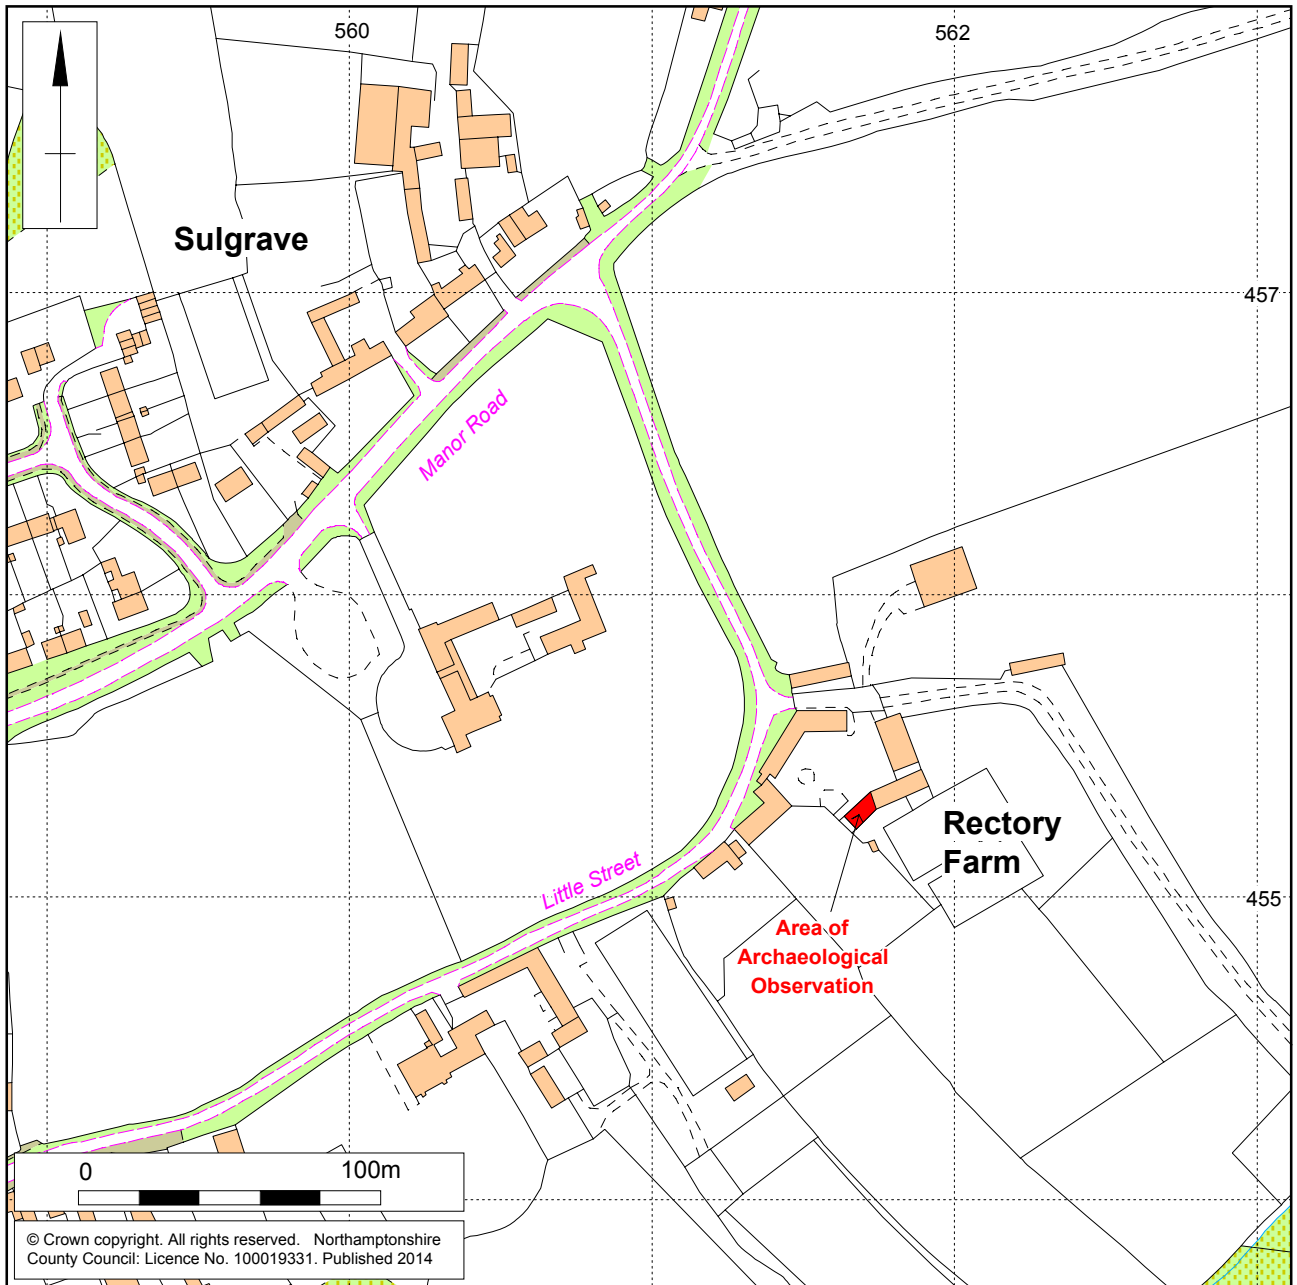 560
562
Sulgrave
457
Manor Road
Rectory
Farm
Little Street
455
Area of
Archaeological
Observation
0 100m
© Crown copyright. All rights reserved. Northamptonshire
County Council: Licence No. 100019331. Published 2014